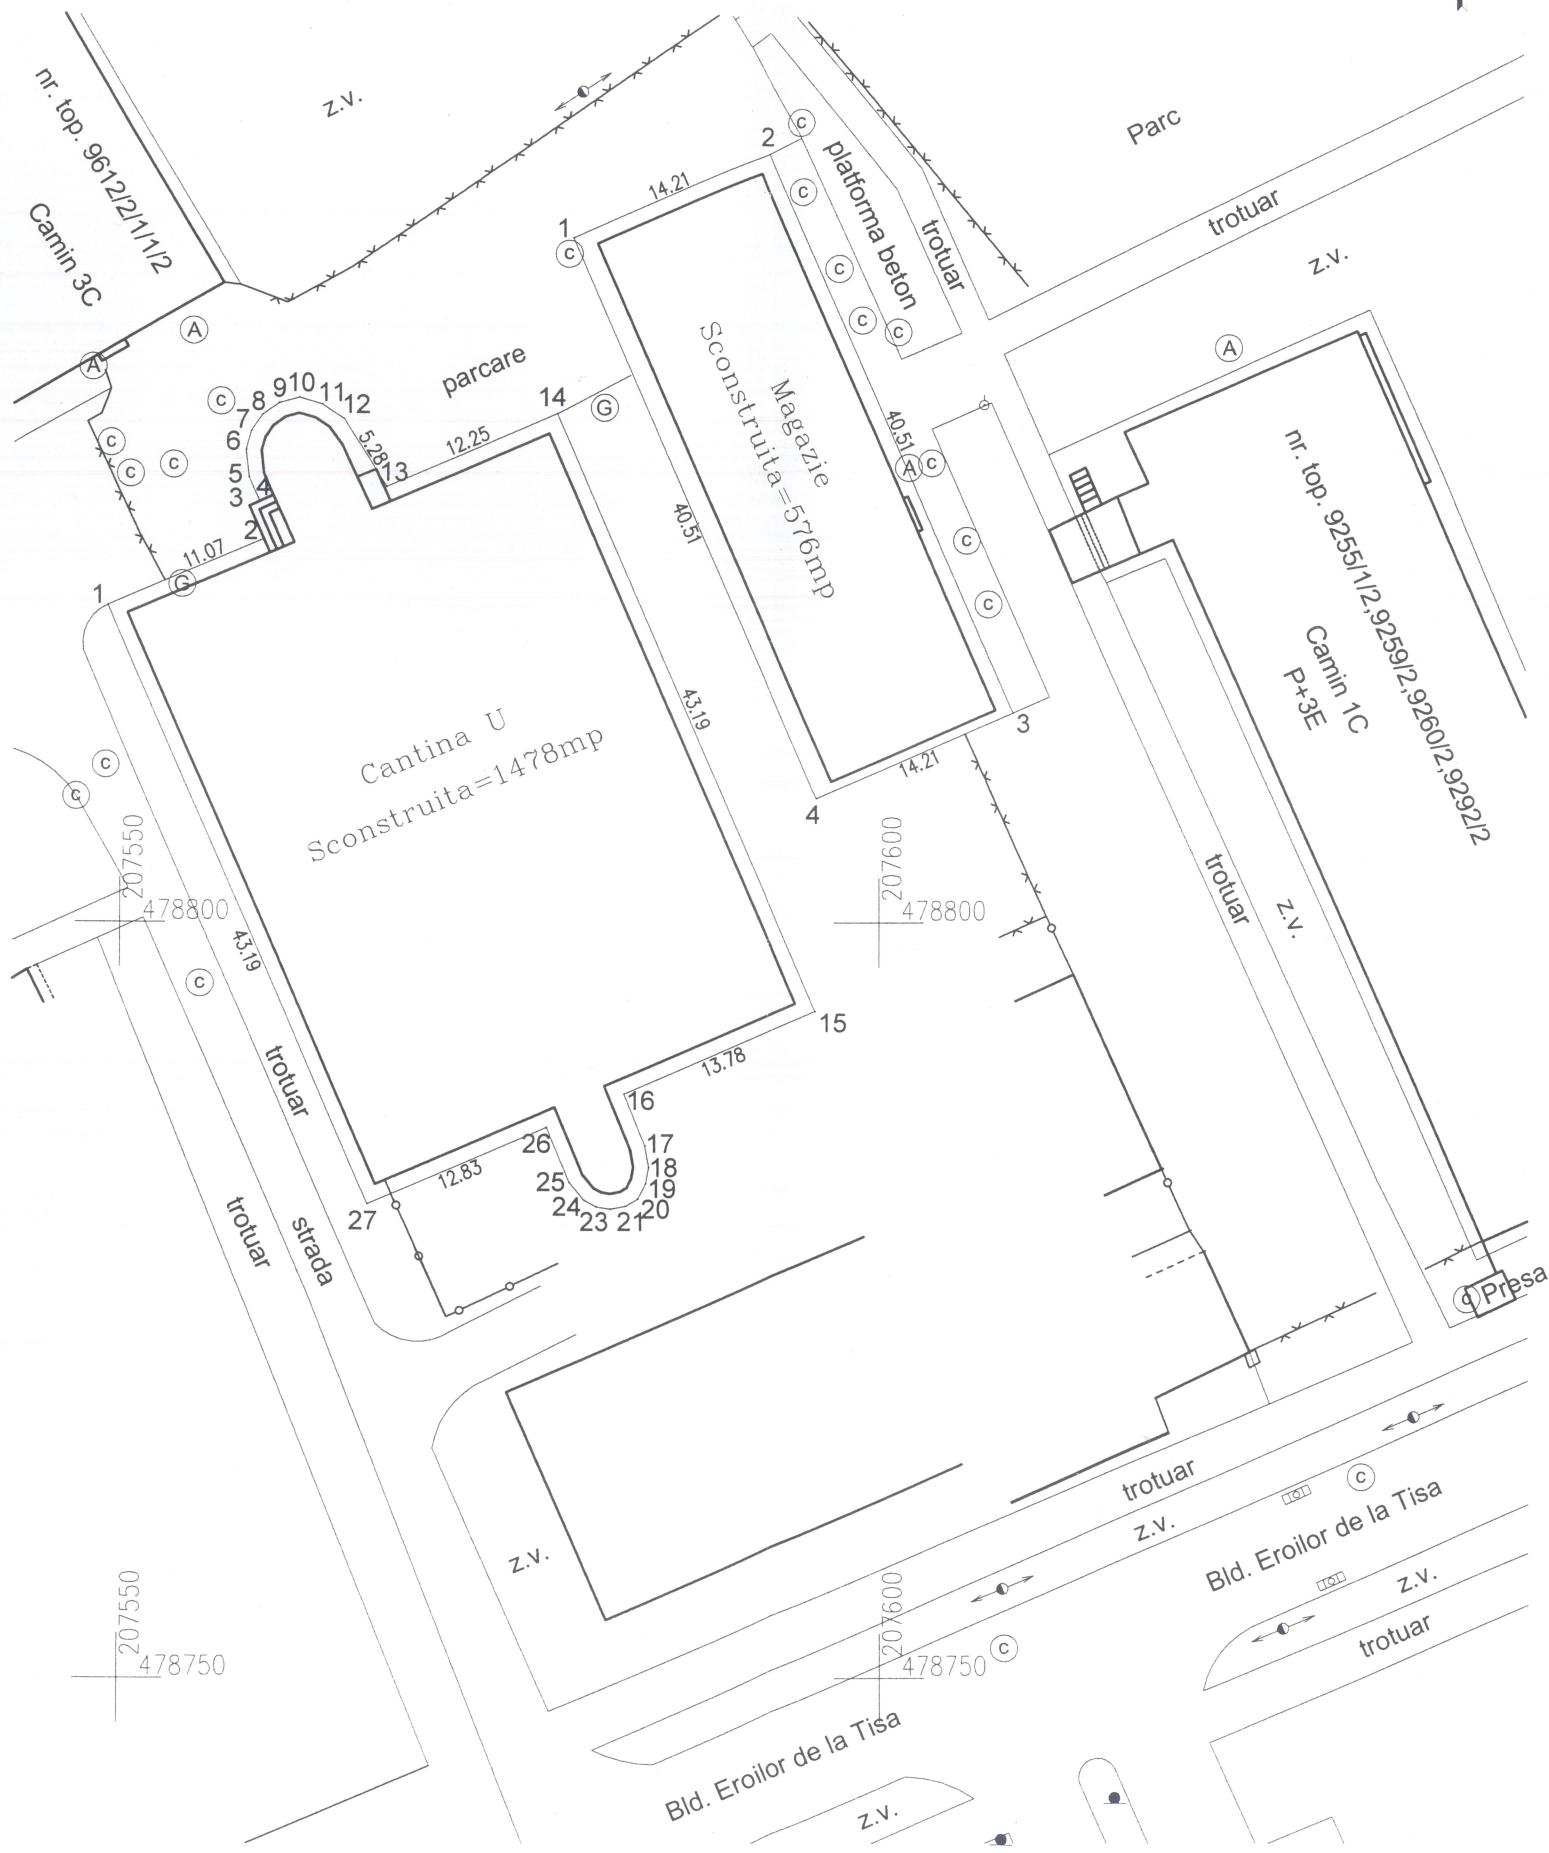 nr. top. 9612/2/1/1/2
Camin 3C
z.v.
Parc
trotuar
z.v.
platforma beton
trotuar
c
c
c
c
c
2
14.21
1
c
A
A
c
c
c
c
parcare
Sconstruita=576mp
Magazie
40.51
40.51
A
c
c
c
3
14.21
4
A
nr. top. 9255/1/2,9259/2,9260/2,9292/2
Camin 1C
P+3E
1
11.07
G
2
3
4
5
6
7
8
9
10
11
12
5.28
13
12.25
14
G
43.19
Cantina U
Sconstruita=1478mp
43.19
15
13.78
16
17
18
19
20
21
23
24
25
26
12.83
27
c
c
c
207550
478800
207600
478800
trotuar
trotuar
strada
trotuar
z.v.
c
Presa
z.v.
207550
478750
207600
478750
trotuar
z.v.
c
Bld. Eroilor de la Tisa
z.v.
trotuar
c
Bld. Eroilor de la Tisa
z.v.